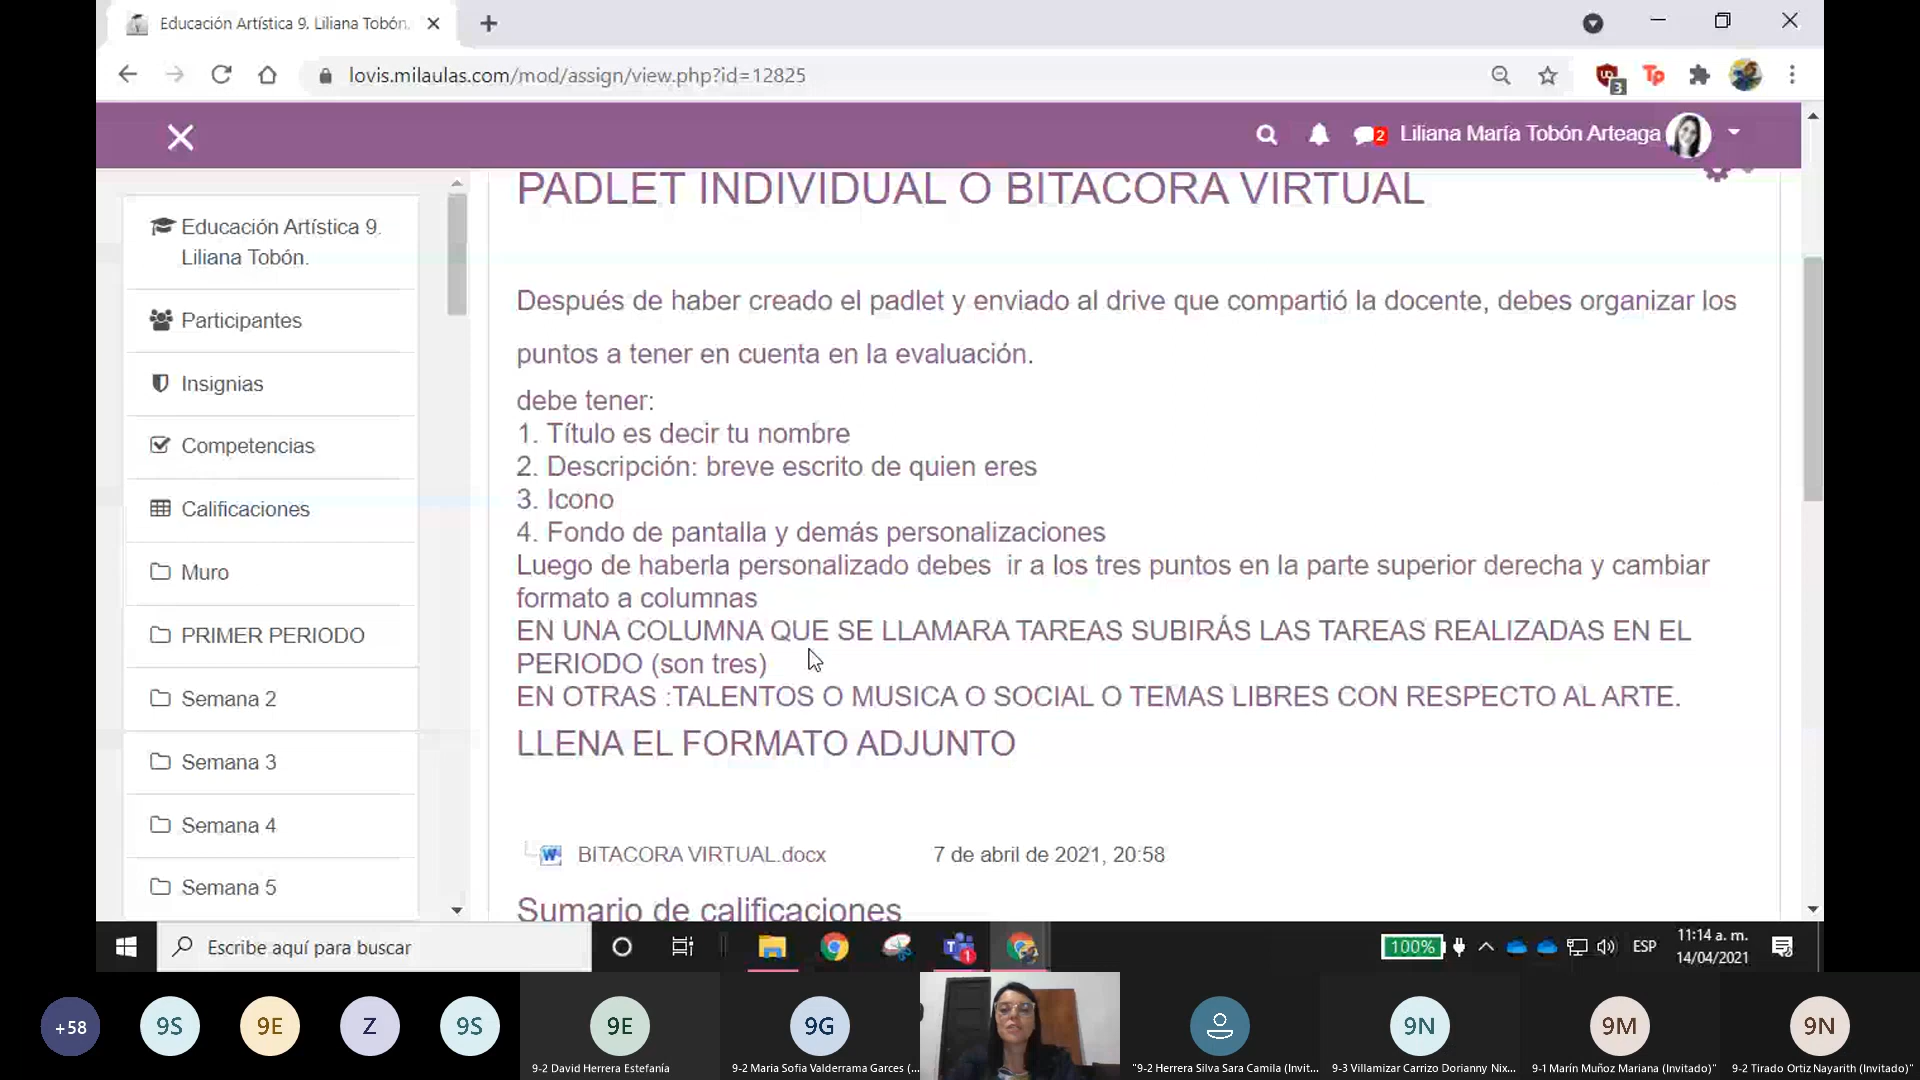 Educación Artística 9. Liliana Tobón.
lovis.milaulas.com/mod/assign/view.php?id=12825
3
Tp
2
Liliana María Tobón Arteaga
Educación Artística 9.
Liliana Tobón.
Participantes
Insignias
Competencias
Calificaciones
Muro
PRIMER PERIODO
Semana 2
Semana 3
Semana 4
Semana 5
PADLET INDIVIDUAL O BITACORA VIRTUAL
Después de haber creado el padlet y enviado al drive que compartió la docente, debes organizar los
puntos a tener en cuenta en la evaluación.
debe tener:
1. Título es decir tu nombre
2. Descripción: breve escrito de quien eres
3. Icono
4. Fondo de pantalla y demás personalizaciones
Luego de haberla personalizado debes ir a los tres puntos en la parte superior derecha y cambiar
formato a columnas
EN UNA COLUMNA QUE SE LLAMARA TAREAS SUBIRÁS LAS TAREAS REALIZADAS EN EL
PERIODO (son tres)
EN OTRAS :TALENTOS O MUSICA O SOCIAL O TEMAS LIBRES CON RESPECTO AL ARTE.
LLENA EL FORMATO ADJUNTO
BITACORA VIRTUAL.docx 7 de abril de 2021, 20:58
Sumario de calificaciones
Escribe aquí para buscar
1
100%
ESP
11:14 a. m.
14/04/2021
+58
9S
9E
Z
9S
9E
9G
9N
9M
9N
9-2 David Herrera Estefanía
9-2 Maria Sofia Valderrama Garces (...
"9-2 Herrera Silva Sara Camila (Invit...
9-3 Villamizar Carrizo Dorianny Nix...
9-1 Marín Muñoz Mariana (Invitado)"
9-2 Tirado Ortiz Nayarith (Invitado)"